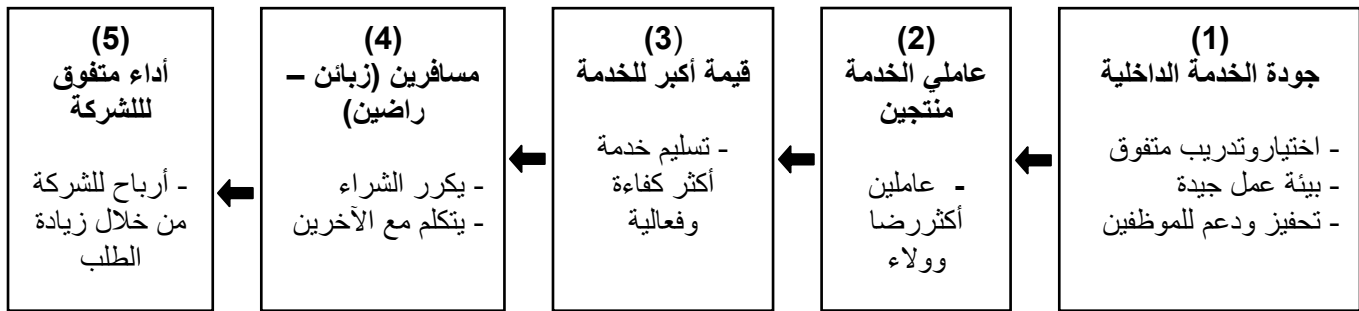 (1)
جودة الخدمة الداخلية
- اختياروتدريب متفوق
- بيئة عمل جيدة
- تحفيز ودعم للموظفين
(2)
عاملي الخدمة
منتجين
- عاملين
أكثررضا
وولاء
(3)
قيمة أكبر للخدمة
- تسليم خدمة
أكثر كفاءة
وفعالية
(4)
مسافرين (زبائن –
راضين)
- يكرر الشراء
- يتكلم مع الآخرين
(5)
أداء متفوق
لللشركة
- أرباح للشركة
من خلال زيادة
الطلب